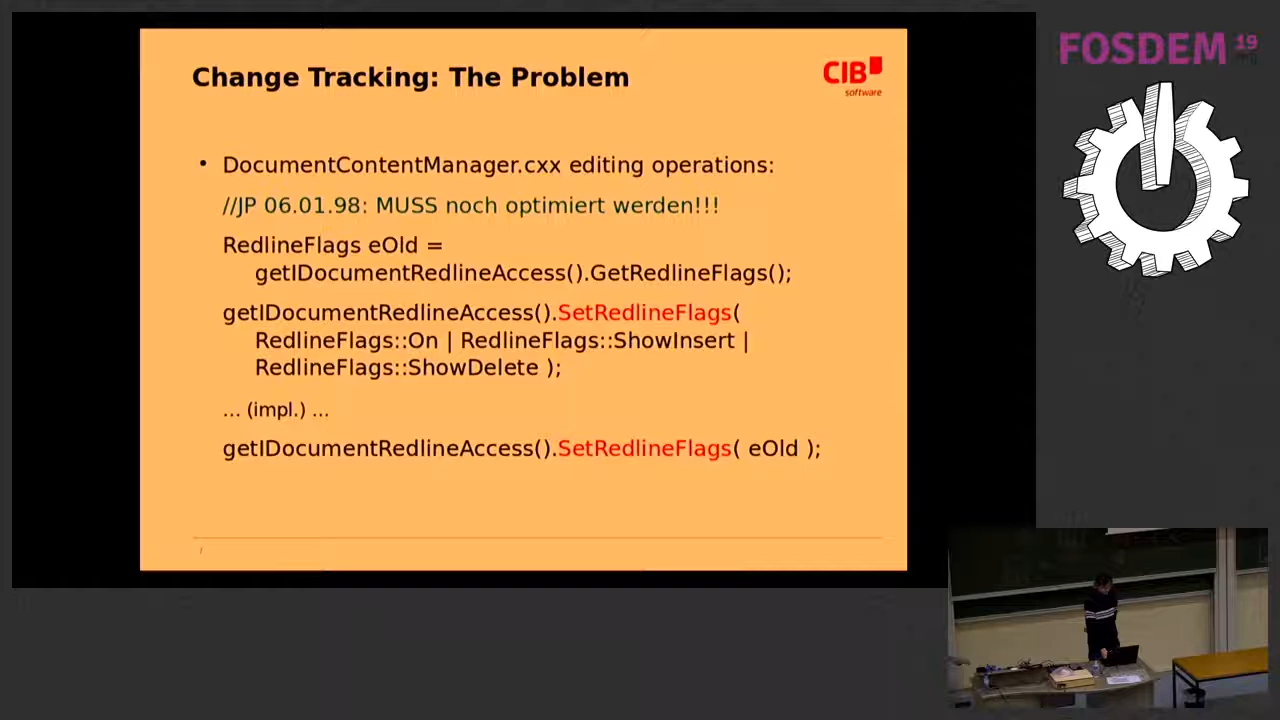 FOSDEM 19
Change Tracking: The Problem
CIB
software
• DocumentContentManager.cxx editing operations:
//JP 06.01.98: MUSS noch optimiert werden!!!
RedlineFlags eOld =
getIDocumentRedlineAccess().GetRedlineFlags();
getIDocumentRedlineAccess().SetRedlineFlags(
RedlineFlags::On | RedlineFlags::ShowInsert |
RedlineFlags::ShowDelete );
... (impl.) ...
getIDocumentRedlineAccess().SetRedlineFlags( eOld );
/